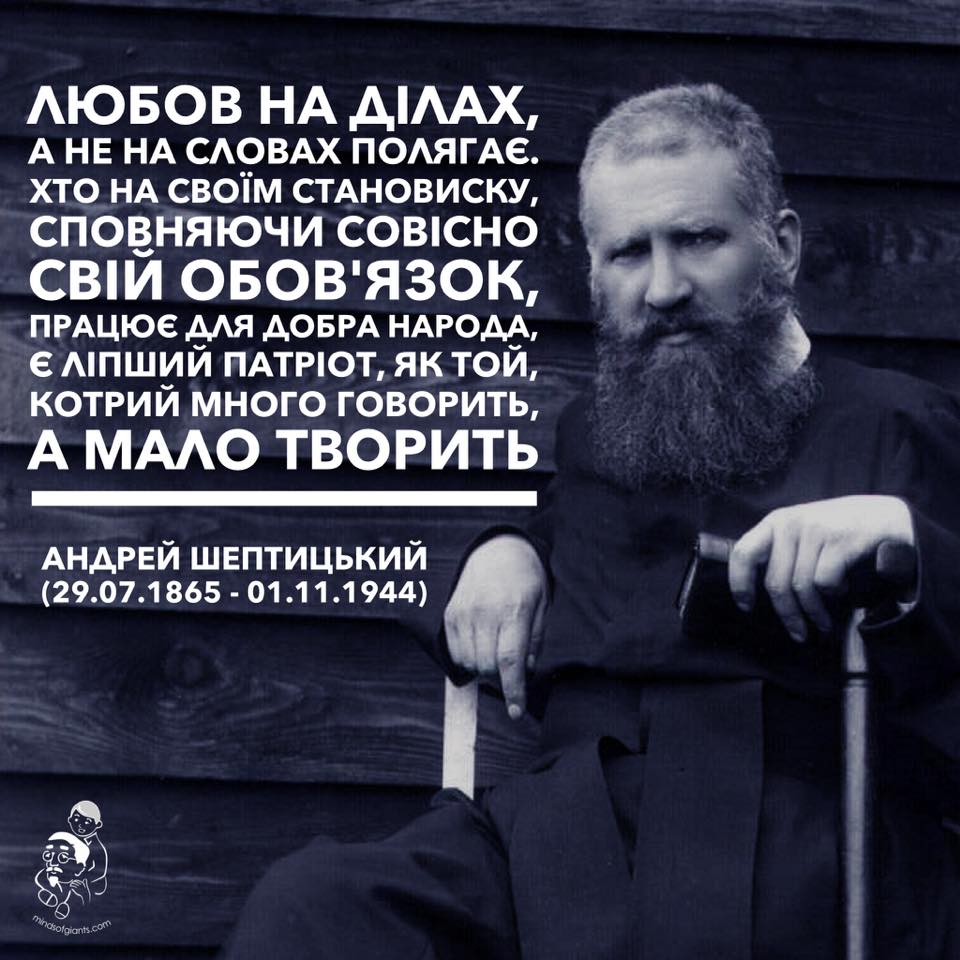 ЛЮБОВ НА ДІЛАХ,
А НЕ НА СЛОВАХ ПОЛЯГАЄ.
ХТО НА СВОЇМ СТАНОВИСКУ,
СПОВНЯЮЧИ СОВІСНО
СВІЙ ОБОВ'ЯЗОК,
ПРАЦЮЄ ДЛЯ ДОБРА НАРОДА,
Є ЛІПШИЙ ПАТРІОТ, ЯК ТОЙ,
КОТРИЙ МНОГО ГОВОРИТЬ,
А МАЛО ТВОРИТЬ
АНДРЕЙ ШЕПТИЦЬКИЙ
(29.07.1865 - 01.11.1944)
mindsofgiants.com